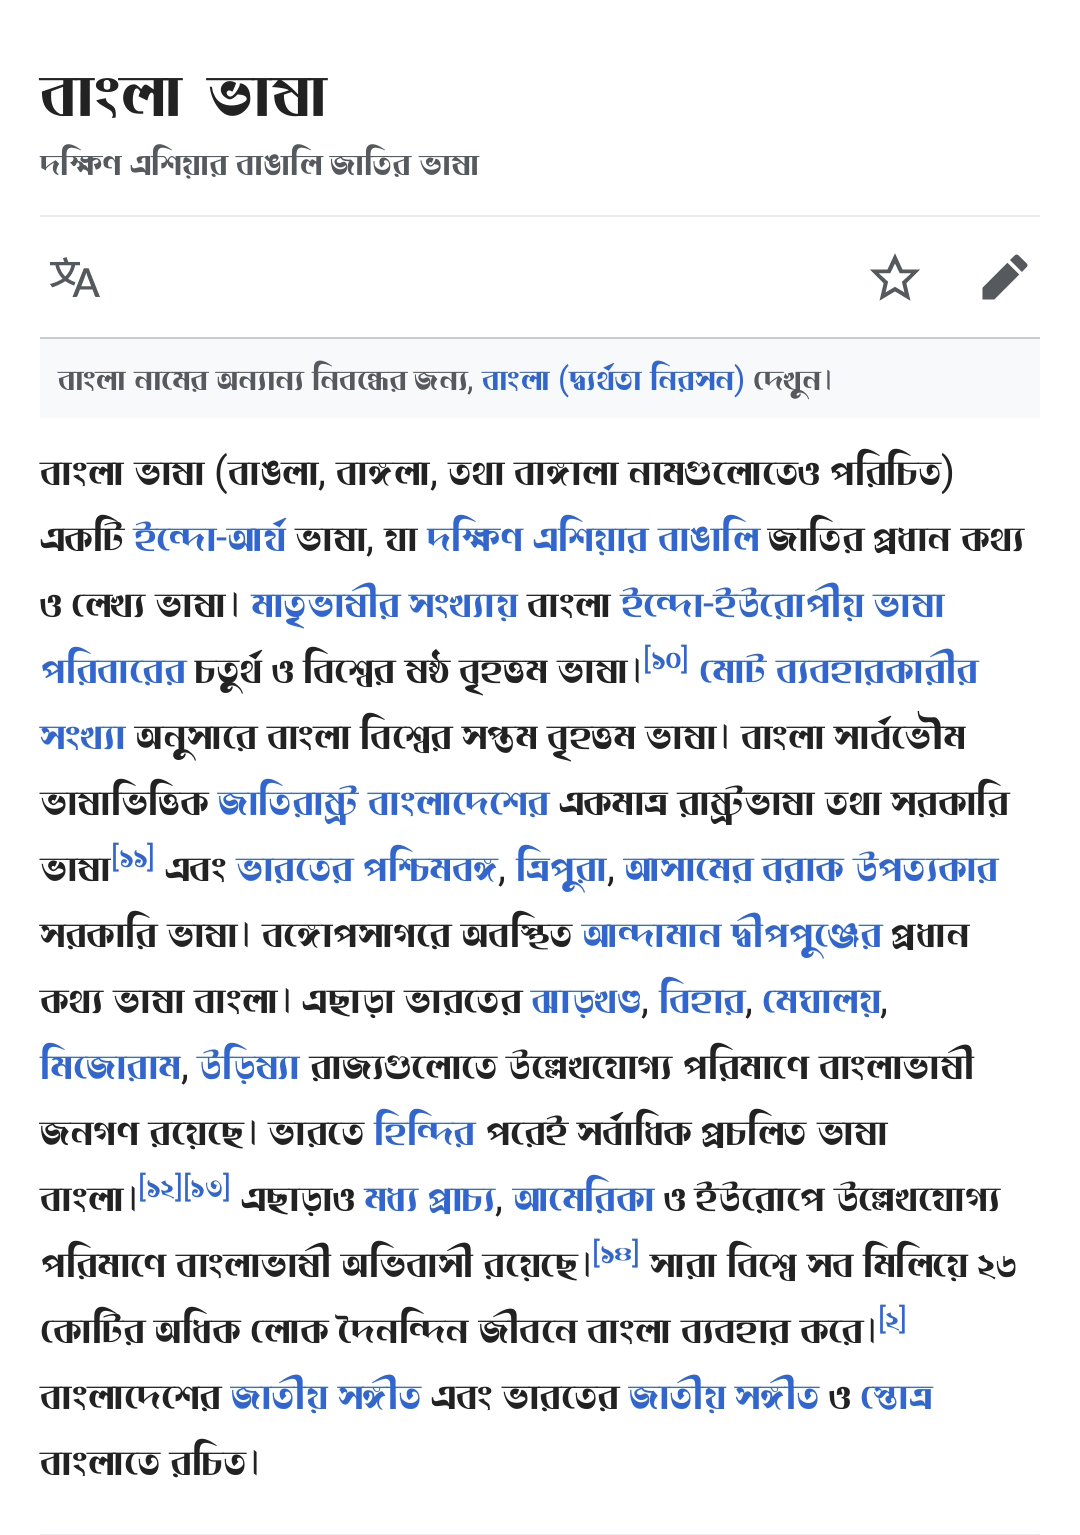 বাংলা ভাষা
দক্ষিণ এশিয়ার বাঙালি জাতির ভাষা
文A
বাংলা নামের অন্যান্য নিবন্ধের জন্য, বাংলা (দ্ব্যর্থতা নিরসন) দেখুন।
বাংলা ভাষা (বাঙলা, বাঙ্গলা, তথা বাঙ্গালা নামগুলোতেও পরিচিত)
একটি ইন্দো-আর্য ভাষা, যা দক্ষিণ এশিয়ার বাঙালি জাতির প্রধান কথ্য
ও লেখ্য ভাষা। মাতৃভাষীর সংখ্যায় বাংলা ইন্দো-ইউরোপীয় ভাষা
পরিবারের চতুর্থ ও বিশ্বের ষষ্ঠ বৃহত্তম ভাষা।[১০] মোট ব্যবহারকারীর
সংখ্যা অনুসারে বাংলা বিশ্বের সপ্তম বৃহত্তম ভাষা। বাংলা সার্বভৌম
ভাষাভিত্তিক জাতিরাষ্ট্র বাংলাদেশের একমাত্র রাষ্ট্রভাষা তথা সরকারি
ভাষা[১১] এবং ভারতের পশ্চিমবঙ্গ, ত্রিপুরা, আসামের বরাক উপত্যকার
সরকারি ভাষা। বঙ্গোপসাগরে অবস্থিত আন্দামান দ্বীপপুঞ্জের প্রধান
কথ্য ভাষা বাংলা। এছাড়া ভারতের ঝাড়খণ্ড, বিহার, মেঘালয়,
মিজোরাম, উড়িষ্যা রাজ্যগুলোতে উল্লেখযোগ্য পরিমাণে বাংলাভাষী
জনগণ রয়েছে। ভারতে হিন্দির পরেই সর্বাধিক প্রচলিত ভাষা
বাংলা।[১২][১৩] এছাড়াও মধ্য প্রাচ্য, আমেরিকা ও ইউরোপে উল্লেখযোগ্য
পরিমাণে বাংলাভাষী অভিবাসী রয়েছে।[১৪] সারা বিশ্বে সব মিলিয়ে ২৬
কোটির অধিক লোক দৈনন্দিন জীবনে বাংলা ব্যবহার করে।[২]
বাংলাদেশের জাতীয় সঙ্গীত এবং ভারতের জাতীয় সঙ্গীত ও স্তোত্র
বাংলাতে রচিত।